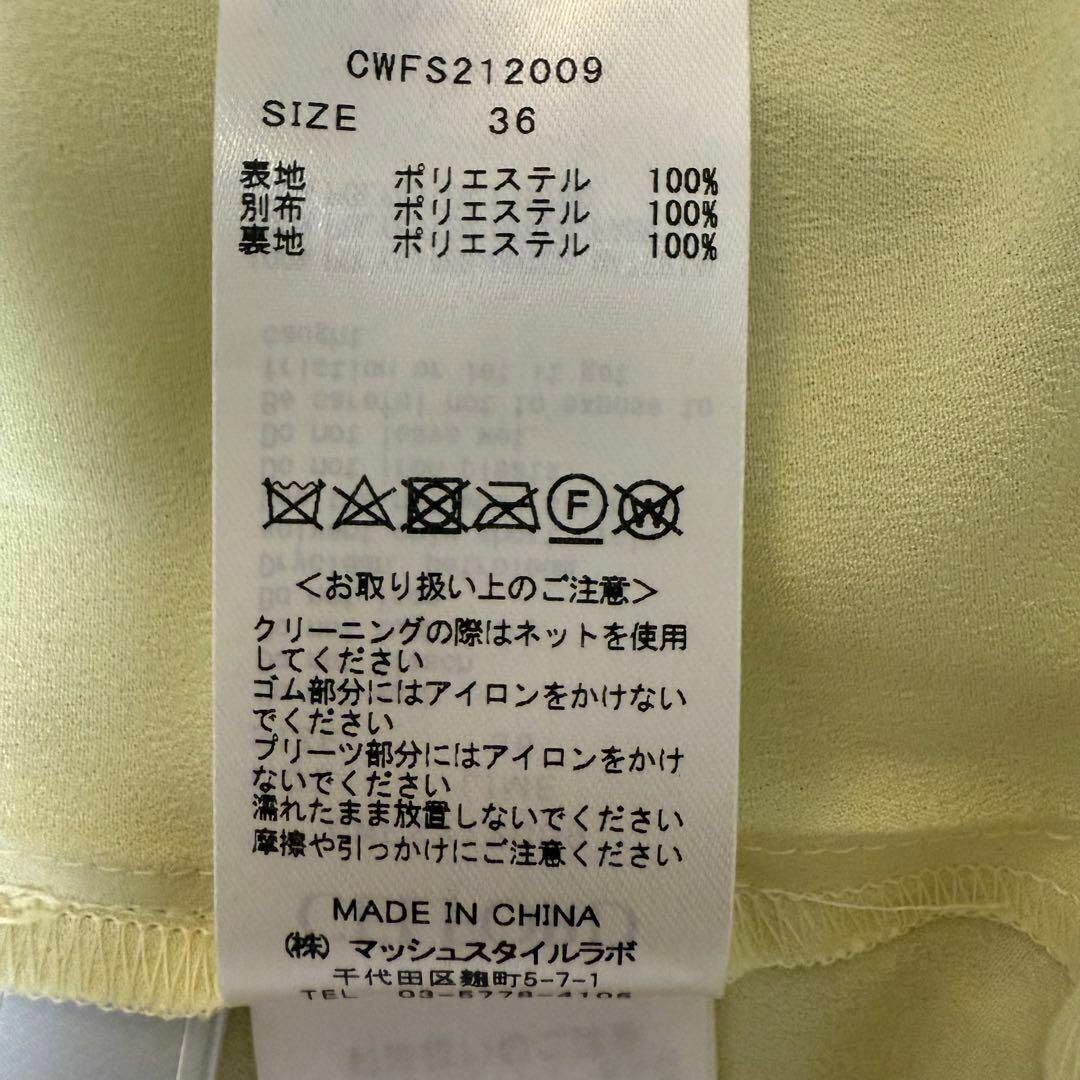 CWFS212009
SIZE 36
表地 ポリエステル 100%
別布 ポリエステル 100%
裏地 ポリエステル 100%
F
W
<お取り扱い上のご注意>
クリーニングの際はネットを使用
してください
ゴム部分にはアイロンをかけない
でください
プリーツ部分にはアイロンをかけ
ないでください
濡れたまま放置しないでください
摩擦や引っかけにご注意ください
MADE IN CHINA
(株) マッシュスタイルラボ
千代田区麹町5-7-1
TEL 03-5778-4106